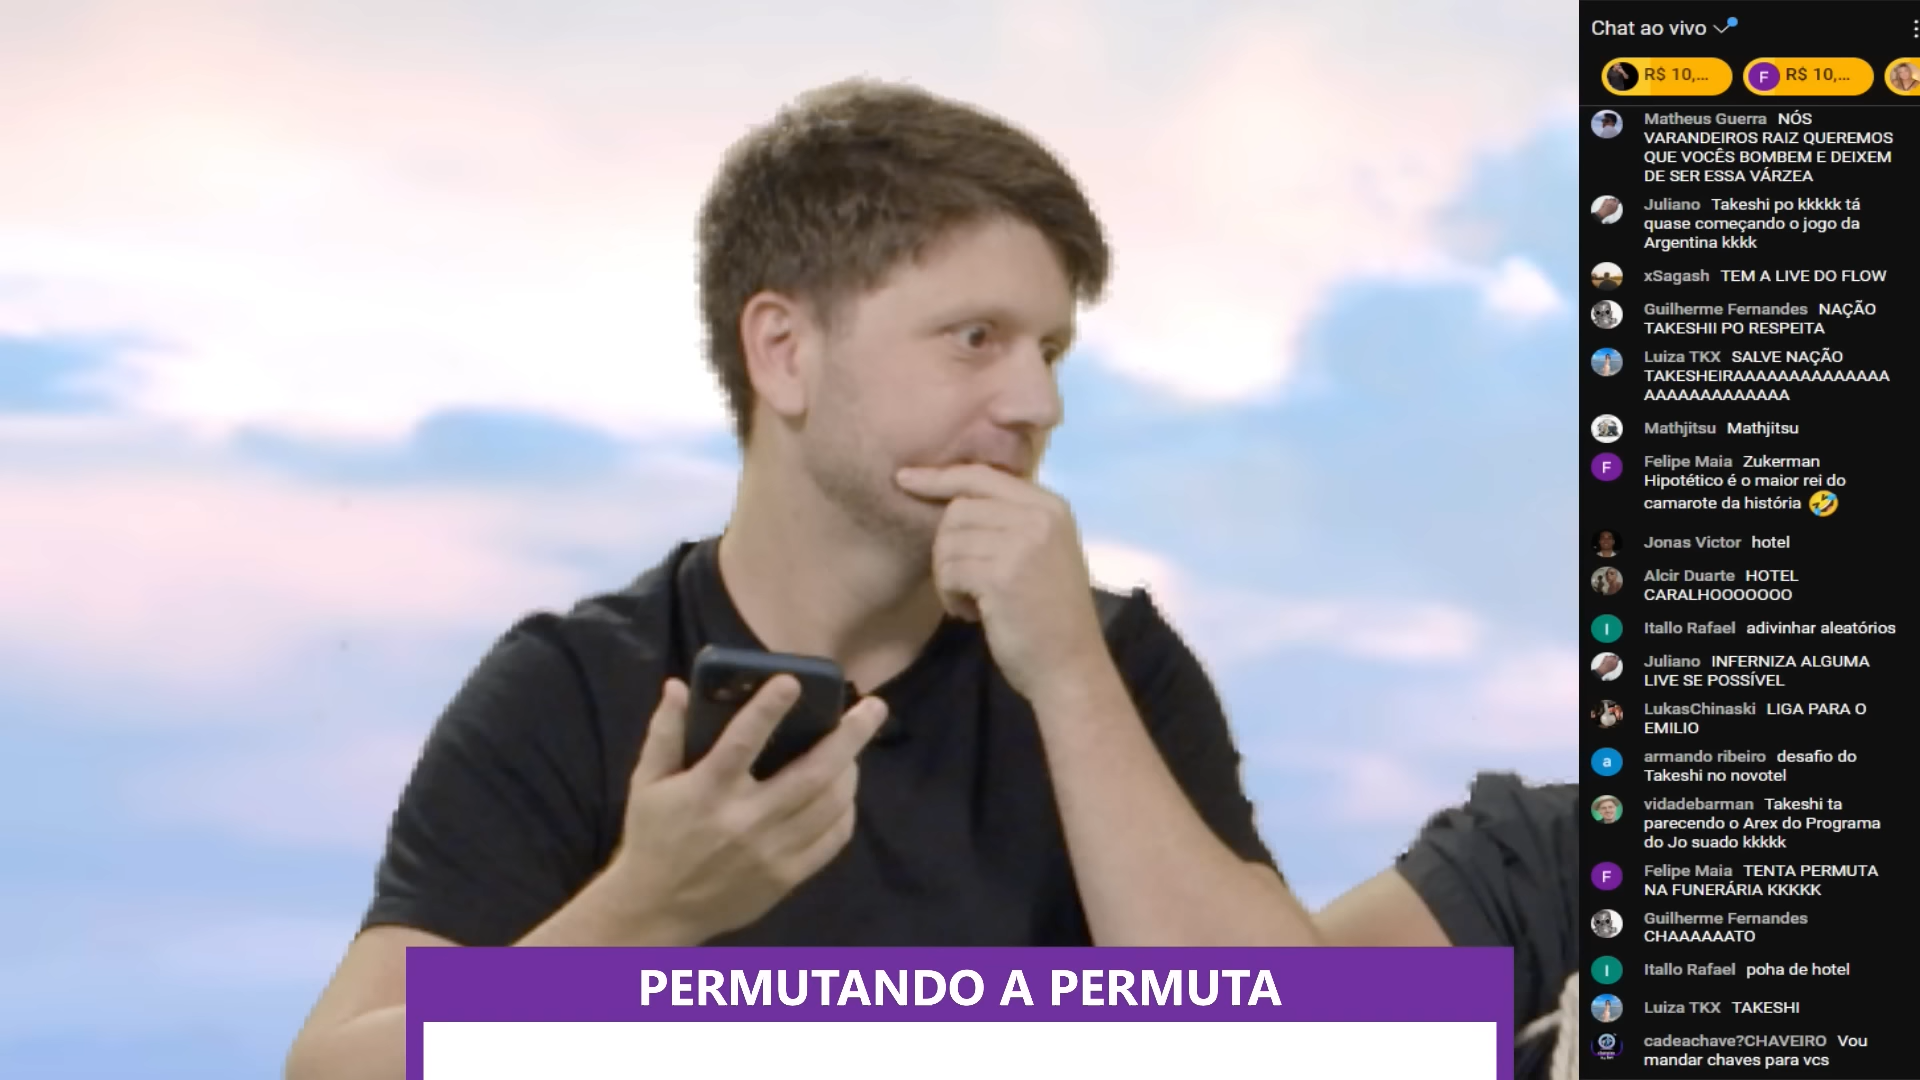 Chat ao vivo
R$ 10,...
F
R$ 10,...
Matheus Guerra NÓS
VARANDEIROS RAIZ QUEREMOS
QUE VOCÊS BOMBEM E DEIXEM
DE SER ESSA VÁRZEA
Juliano Takeshi po kkkkk tá
quase começando o jogo da
Argentina kkkk
xSagash TEM A LIVE DO FLOW
Guilherme Fernandes NAÇÃO
TAKESHII PO RESPEITA
Luiza TKX SALVE NAÇÃO
TAKESHEIRAAAAAAAAAAAAAA
AAAAAAAAAAAAA
Mathjitsu Mathjitsu
F
Felipe Maia Zukerman
Hipotético é o maior rei do
camarote da história 🤣
Jonas Victor hotel
Alcir Duarte HOTEL
CARALHOOOOOOO
I
Itallo Rafael adivinhar aleatórios
Juliano INFERNIZA ALGUMA
LIVE SE POSSÍVEL
LukasChinaski LIGA PARA O
EMILIO
a
armando ribeiro desafio do
Takeshi no novotel
vidadebarman Takeshi ta
parecendo o Arex do Programa
do Jo suado kkkkk
F
Felipe Maia TENTA PERMUTA
NA FUNERÁRIA KKKKK
Guilherme Fernandes
CHAAAAAATO
I
Itallo Rafael poha de hotel
Luiza TKX TAKESHI
cadeachave?CHAVEIRO Vou
mandar chaves para vcs
PERMUTANDO A PERMUTA